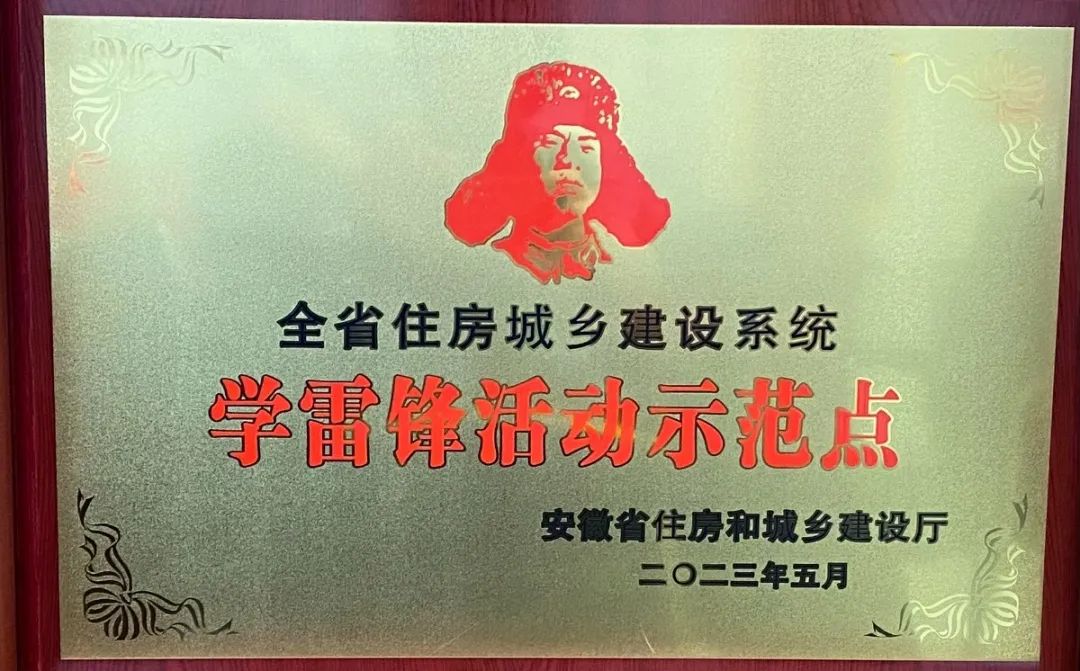 全省住房城乡建设系统
学雷锋活动示范点
安徽省住房和城乡建设厅
二〇二三年五月